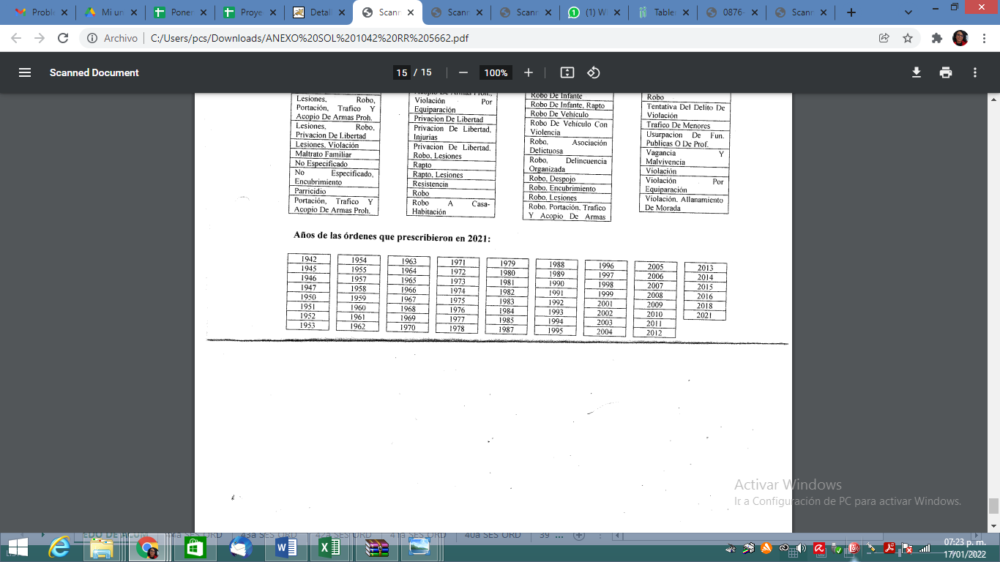 Probl
Mi un
Poner
Proye
Detall
Scann
Scann
Scann
(1) W
Tables
0876-
Scann
Archivo
C:/Users/pcs/Downloads/ANEXO%20SOL%201042%20RR%205662.pdf
Scanned Document
15 / 15
100%
Lesiones, Robo,
Portación, Trafico Y
Acopio De Armas Proh.
Lesiones, Robo,
Privacion De Libertad
Lesiones, Violación
Maltrato Familiar
No Especificado
No Especificado,
Encubrimiento
Parricidio
Portación, Trafico Y
Acopio De Armas Proh.
Acopio De Armas Proh.,
Violación Por
Equiparación
Privacion De Libertad
Privacion De Libertad,
Injurias
Privacion De Libertad.
Robo, Lesiones
Rapto
Rapto, Lesiones
Resistencia
Robo
Robo A Casa-
Habitación
Robo De Infante
Robo De Infante, Rapto
Robo De Vehículo
Robo De Vehículo Con
Violencia
Robo, Asociación
Delictuosa
Robo, Delincuencia
Organizada
Robo, Despojo
Robo, Encubrimiento
Robo, Lesiones
Robo. Portación. Trafico
Y Acopio De Armas
Robo
Tentativa Del Delito De
Violación
Trafico De Menores
Usurpacion De Fun.
Publicas O De Prof.
Vagancia Y
Malvivencia
Violación
Violación Por
Equiparación
Violación. Allanamiento
De Morada
Años de las órdenes que prescribieron en 2021:
1942
1945
1946
1947
1950
1951
1952
1953
1954
1955
1957
1958
1959
1960
1961
1962
1963
1964
1965
1966
1967
1968
1969
1970
1971
1972
1973
1974
1975
1976
1977
1978
1979
1980
1981
1982
1983
1984
1985
1987
1988
1989
1990
1991
1992
1993
1994
1995
1996
1997
1998
1999
2001
2002
2003
2004
2005
2006
2007
2008
2009
2010
2011
2012
2013
2014
2015
2016
2018
2021
Activar Windows
Ir a Configuración de PC para activar Windows.
43a SES ORD
42a SES ORD
41a SES ORD
40a SES ORD
39 ...
07:23 p. m.
17/01/2022